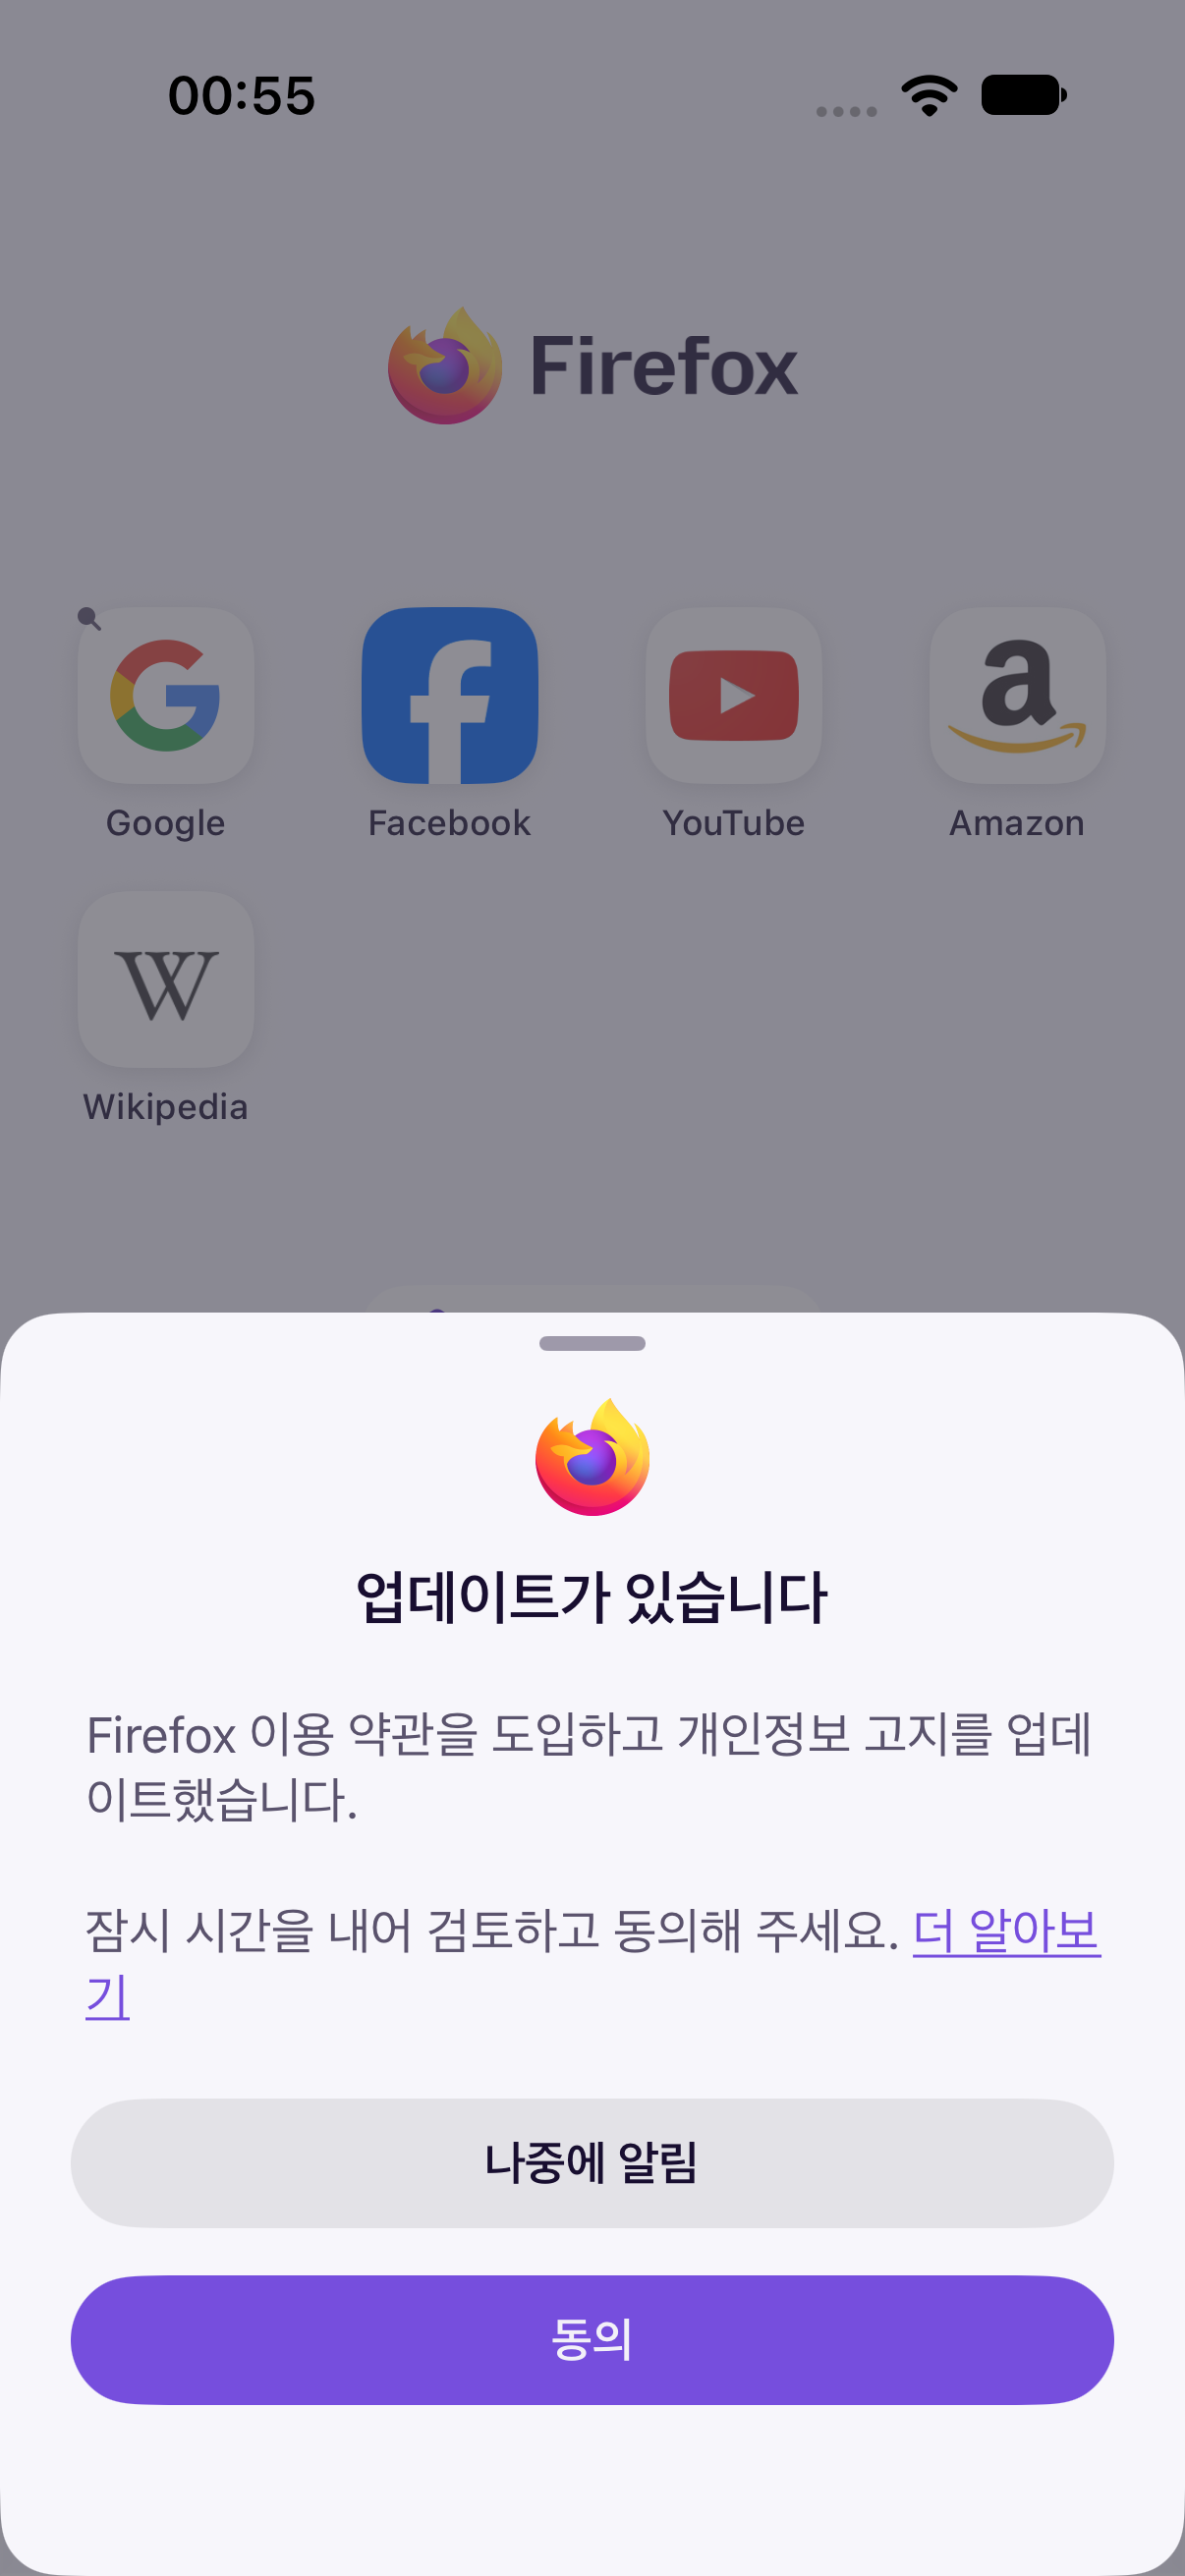 00:55
Firefox
Google
Facebook
YouTube
Amazon
Wikipedia
업데이트가 있습니다
Firefox 이용 약관을 도입하고 개인정보 고지를 업데
이트했습니다.
잠시 시간을 내어 검토하고 동의해 주세요. 더 알아보
기
나중에 알림
동의